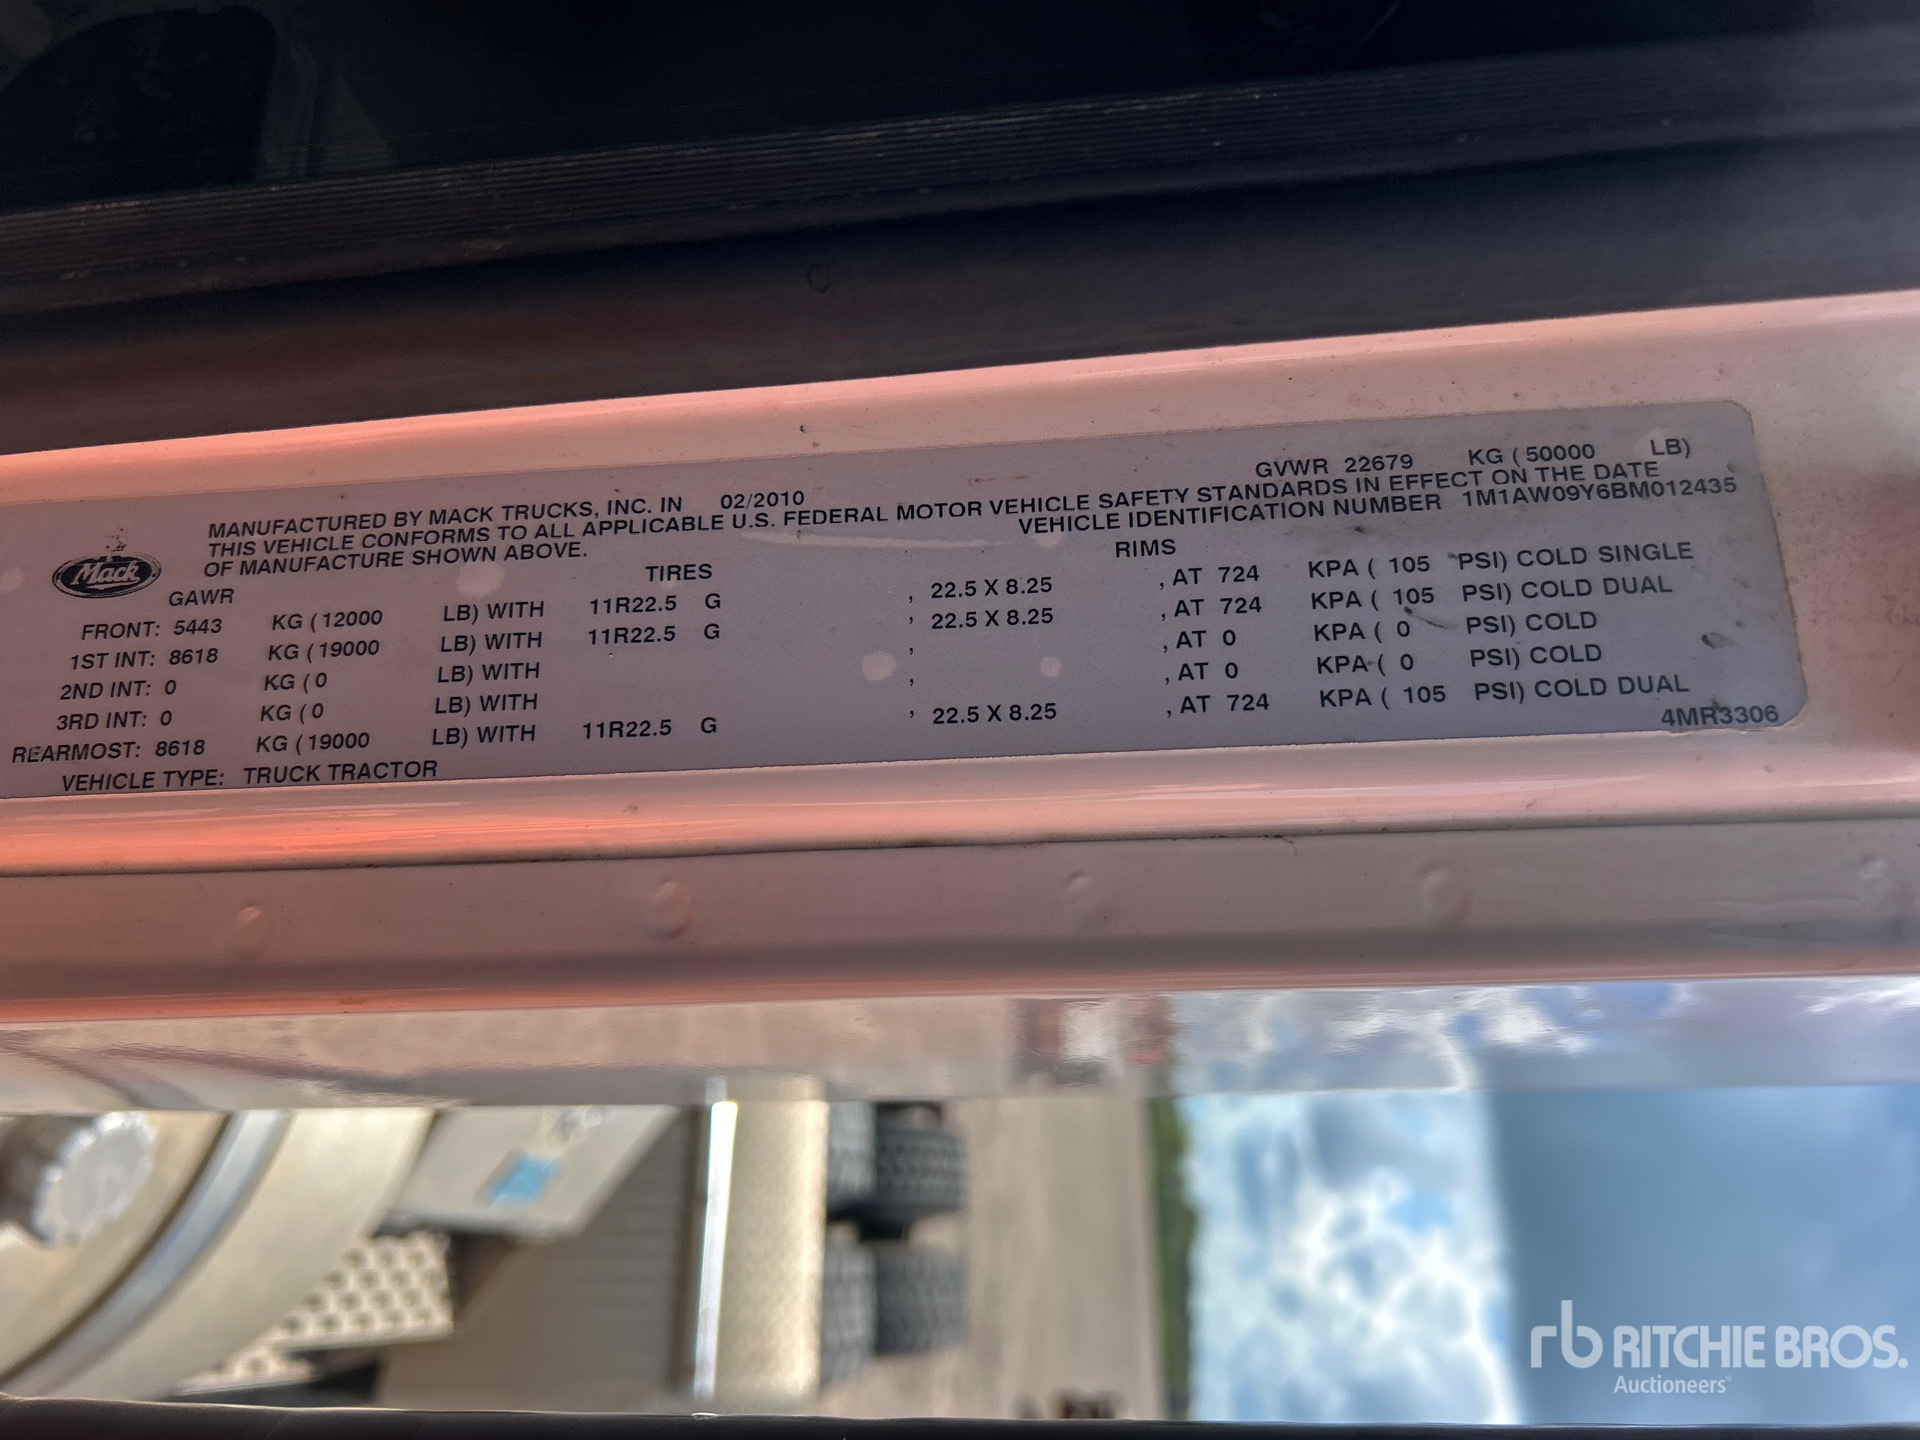 GVWR 22679 KG ( 50000 LB)
MANUFACTURED BY MACK TRUCKS, INC. IN 02/2010
THIS VEHICLE CONFORMS TO ALL APPLICABLE U.S. FEDERAL MOTOR VEHICLE SAFETY STANDARDS IN EFFECT ON THE DATE
OF MANUFACTURE SHOWN ABOVE. VEHICLE IDENTIFICATION NUMBER 1M1AW09Y6BM012435
Mack
GAWR TIRES RIMS
FRONT: 5443 KG ( 12000 LB) WITH 11R22.5 G , 22.5 X 8.25 , AT 724 KPA ( 105 PSI) COLD SINGLE
1ST INT: 8618 KG ( 19000 LB) WITH 11R22.5 G , 22.5 X 8.25 , AT 724 KPA ( 105 PSI) COLD DUAL
2ND INT: 0 KG ( 0 LB) WITH , , AT 0 KPA ( 0 PSI) COLD
3RD INT: 0 KG ( 0 LB) WITH , , AT 0 KPA ( 0 PSI) COLD
REARMOST: 8618 KG ( 19000 LB) WITH 11R22.5 G , 22.5 X 8.25 , AT 724 KPA ( 105 PSI) COLD DUAL
VEHICLE TYPE: TRUCK TRACTOR 4MR3306
rb RITCHIE BROS.
Auctioneers